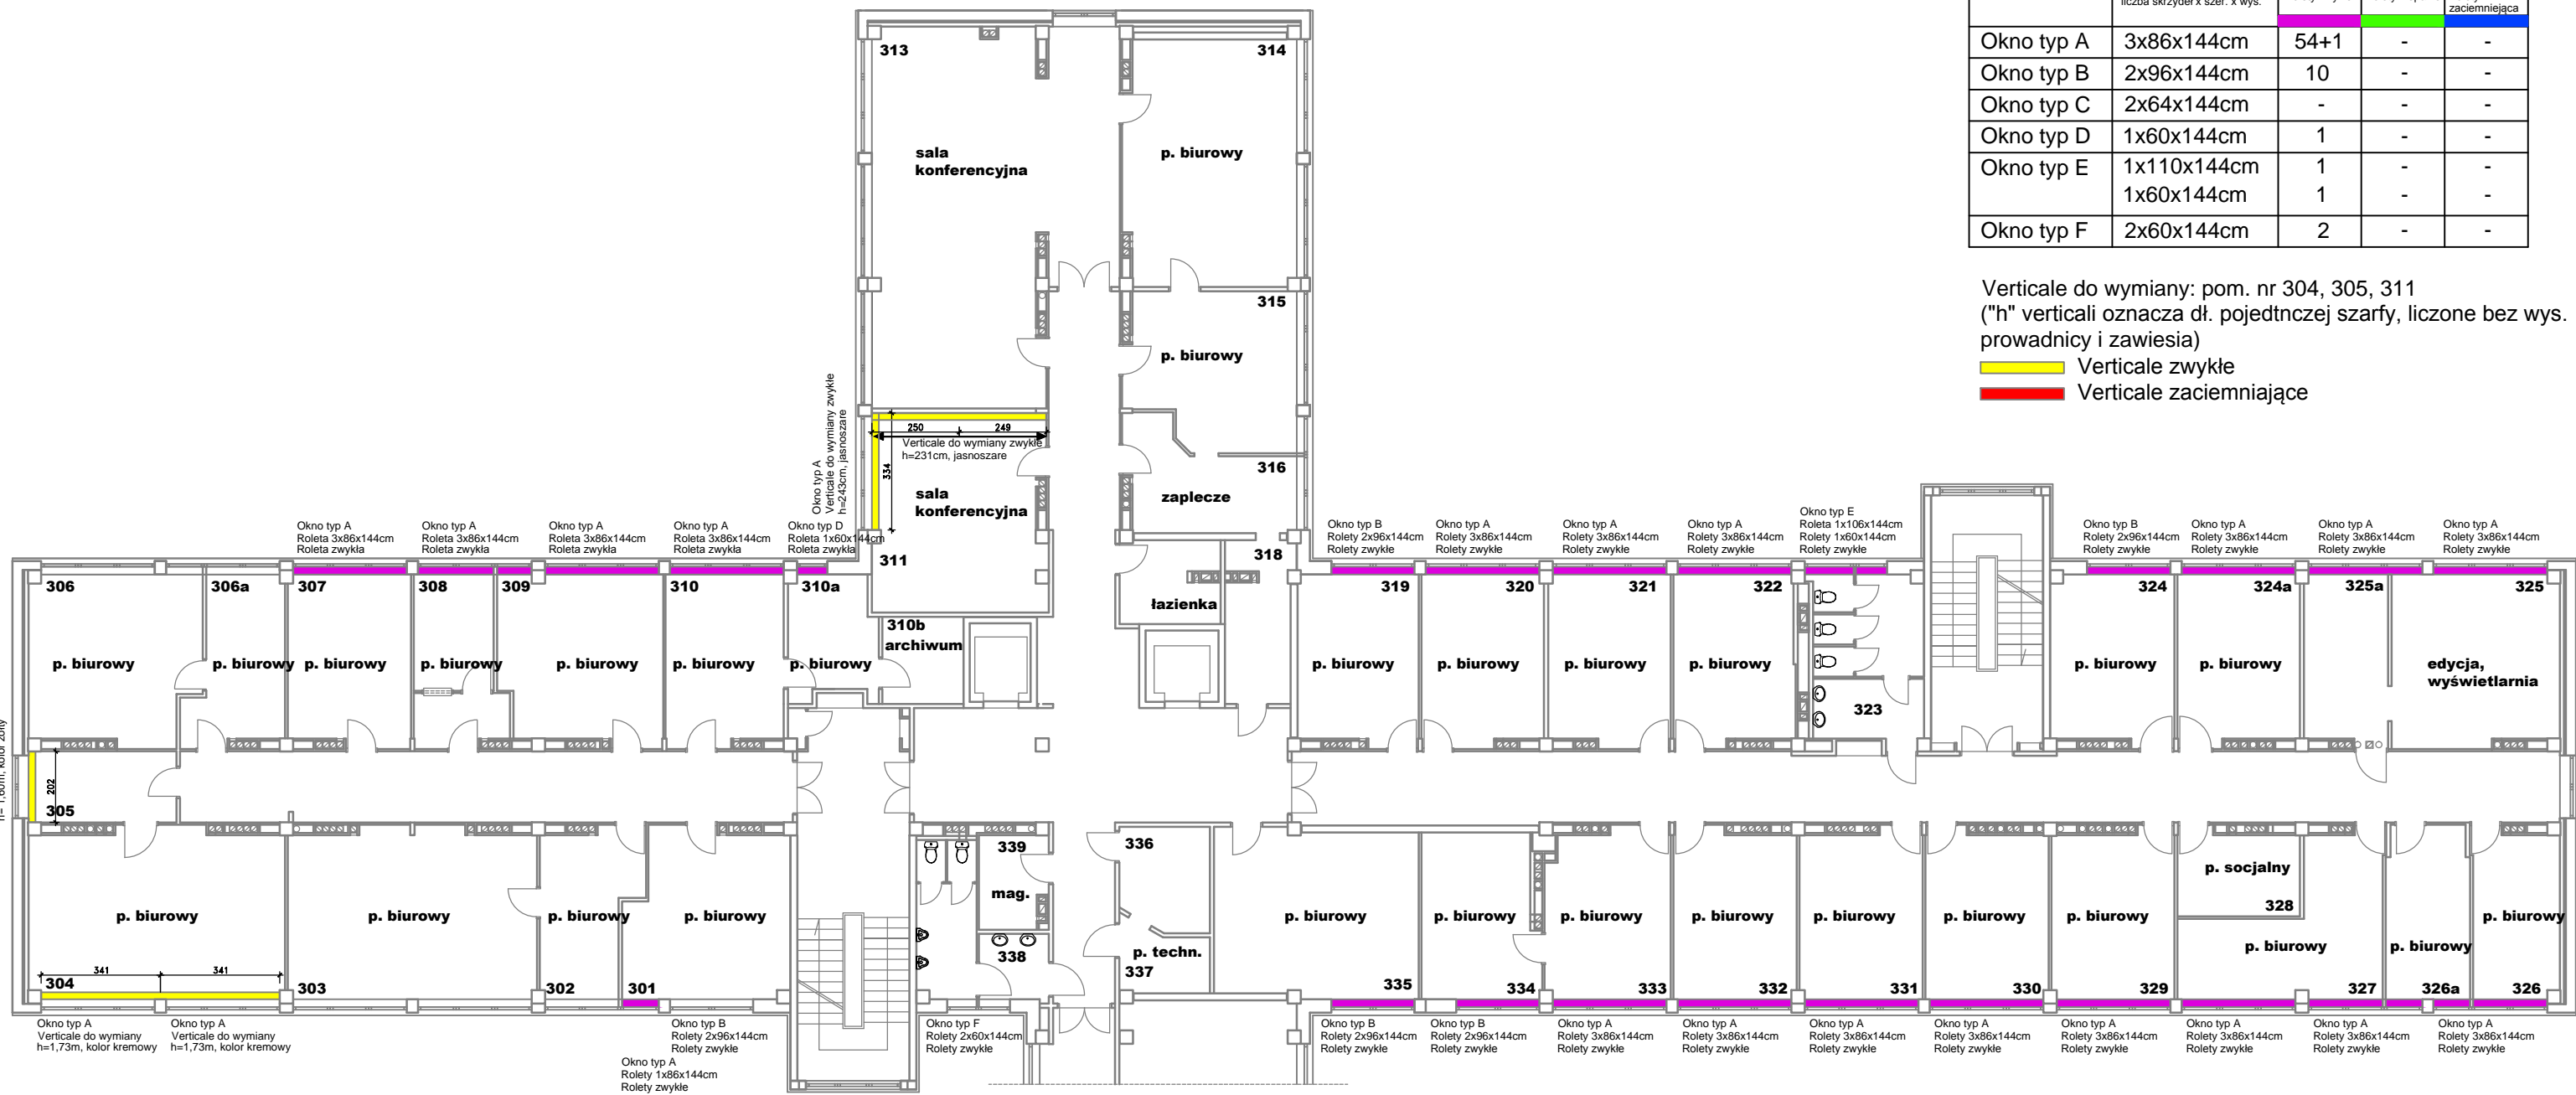 liczba skrzydeł x szer. x wys.
zaciemniejąca
Okno typ A 3x86x144cm 54+1 - -
Okno typ B 2x96x144cm 10 - -
Okno typ C 2x64x144cm - - -
Okno typ D 1x60x144cm 1 - -
Okno typ E 1x110x144cm 1 - -
1x60x144cm 1 - -
Okno typ F 2x60x144cm 2 - -
Verticale do wymiany: pom. nr 304, 305, 311
("h" verticali oznacza dł. pojedtnczej szarfy, liczone bez wys.
prowadnicy i zawiesia)
Verticale zwykłe
Verticale zaciemniające
313
314
sala
konferencyjna
p. biurowy
315
p. biurowy
Okno typ A
Verticale do wymiany zwykłe
h=243cm, jasnoszare
250
249
Verticale do wymiany zwykłe
h=231cm, jasnoszare
334
sala
konferencyjna
311
316
zaplecze
318
łazienka
Okno typ A
Roleta 3x86x144cm
Roleta zwykła
Okno typ A
Roleta 3x86x144cm
Roleta zwykła
Okno typ A
Roleta 3x86x144cm
Roleta zwykła
Okno typ A
Roleta 3x86x144cm
Roleta zwykła
Okno typ D
Roleta 1x60x144cm
Roleta zwykła
Okno typ B
Rolety 2x96x144cm
Rolety zwykłe
Okno typ A
Rolety 3x86x144cm
Rolety zwykłe
Okno typ A
Rolety 3x86x144cm
Rolety zwykłe
Okno typ A
Rolety 3x86x144cm
Rolety zwykłe
Okno typ E
Roleta 1x106x144cm
Roleta 1x60x144cm
Rolety zwykłe
Okno typ B
Rolety 2x96x144cm
Rolety zwykłe
Okno typ A
Rolety 3x86x144cm
Rolety zwykłe
Okno typ A
Rolety 3x86x144cm
Rolety zwykłe
Okno typ A
Rolety 3x86x144cm
Rolety zwykłe
306
306a
307
308
309
310
310a
310b
archiwum
319
320
321
322
324
324a
325a
325
p. biurowy
p. biurowy
p. biurowy
p. biurowy
p. biurowy
p. biurowy
p. biurowy
p. biurowy
p. biurowy
p. biurowy
p. biurowy
323
p. biurowy
p. biurowy
edycja,
wyświetlarnia
202
305
339
mag.
338
336
p. techn.
337
p. biurowy
p. biurowy
p. biurowy
p. biurowy
p. biurowy
p. biurowy
p. biurowy
p. biurowy
p. biurowy
p. biurowy
p. biurowy
p. socjalny
328
p. biurowy
p. biurowy
p. biurowy
341
341
304
303
302
301
335
334
333
332
331
330
329
327
326a
326
Okno typ A
Verticale do wymiany
h=1,73m, kolor kremowy
Okno typ A
Verticale do wymiany
h=1,73m, kolor kremowy
Okno typ A
Rolety 1x86x144cm
Rolety zwykłe
Okno typ B
Rolety 2x96x144cm
Rolety zwykłe
Okno typ F
Rolety 2x60x144cm
Rolety zwykłe
Okno typ B
Rolety 2x96x144cm
Rolety zwykłe
Okno typ B
Rolety 2x96x144cm
Rolety zwykłe
Okno typ A
Rolety 3x86x144cm
Rolety zwykłe
Okno typ A
Rolety 3x86x144cm
Rolety zwykłe
Okno typ A
Rolety 3x86x144cm
Rolety zwykłe
Okno typ A
Rolety 3x86x144cm
Rolety zwykłe
Okno typ A
Rolety 3x86x144cm
Rolety zwykłe
Okno typ A
Rolety 3x86x144cm
Rolety zwykłe
Okno typ A
Rolety 3x86x144cm
Rolety zwykłe
Okno typ A
Rolety 3x86x144cm
Rolety zwykłe